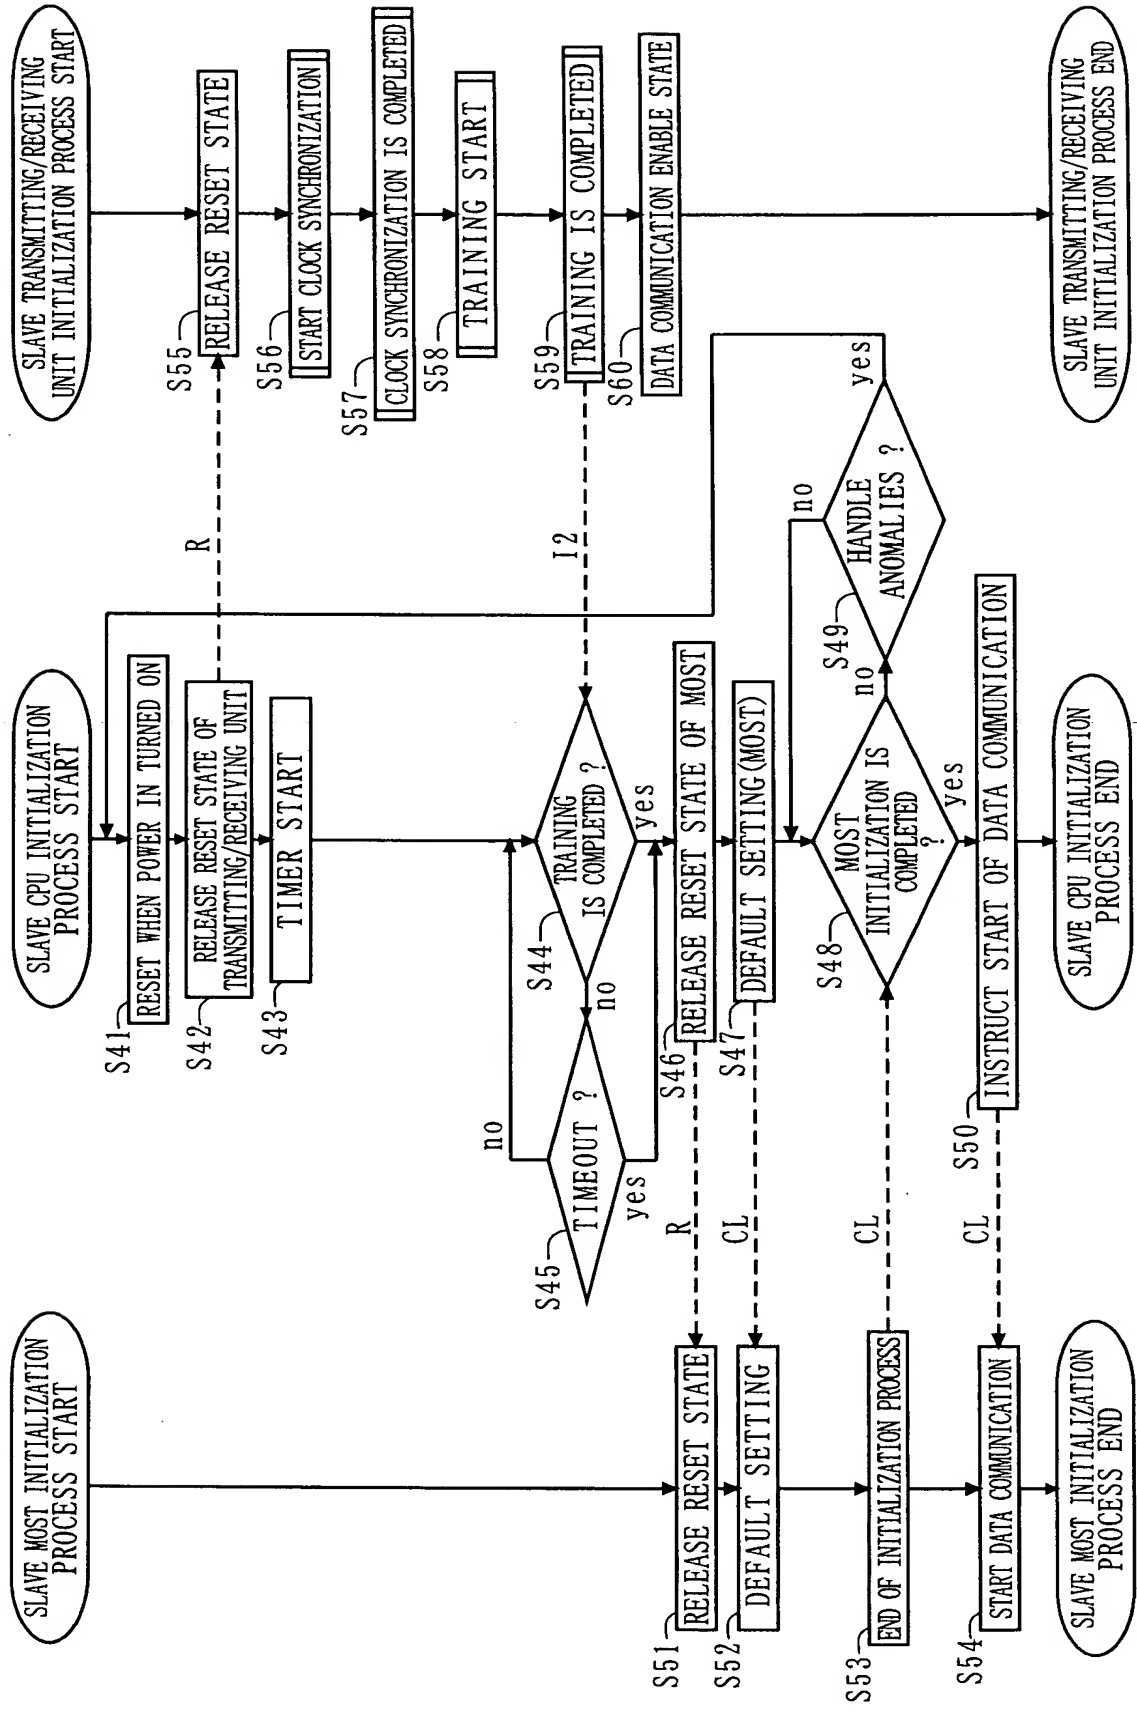 SLAVE MOST INITIALIZATION
PROCESS START
S51
RELEASE RESET STATE
S52
DEFAULT SETTING
S53
END OF INITIALIZATION PROCESS
S54
START DATA COMMUNICATION
SLAVE MOST INITIALIZATION
PROCESS END
R
CL
CL
CL
SLAVE CPU INITIALIZATION
PROCESS START
S41
RESET WHEN POWER IN TURNED ON
S42
RELEASE RESET STATE OF
TRANSMITTING/RECEIVING UNIT
S43
TIMER START
S44
TRAINING
IS COMPLETED ?
no
yes
S45
TIMEOUT ?
no
yes
S46
RELEASE RESET STATE OF MOST
S47
DEFAULT SETTING(MOST)
S48
MOST
INITIALIZATION IS
COMPLETED
?
no
yes
S49
HANDLE
ANOMALIES ?
no
yes
S50
INSTRUCT START OF DATA COMMUNICATION
SLAVE CPU INITIALIZATION
PROCESS END
R
I2
SLAVE TRANSMITTING/RECEIVING
UNIT INITIALIZATION PROCESS START
S55
RELEASE RESET STATE
S56
START CLOCK SYNCHRONIZATION
S57
CLOCK SYNCHRONIZATION IS COMPLETED
S58
TRAINING START
S59
TRAINING IS COMPLETED
S60
DATA COMMUNICATION ENABLE STATE
SLAVE TRANSMITTING/RECEIVING
UNIT INITIALIZATION PROCESS END